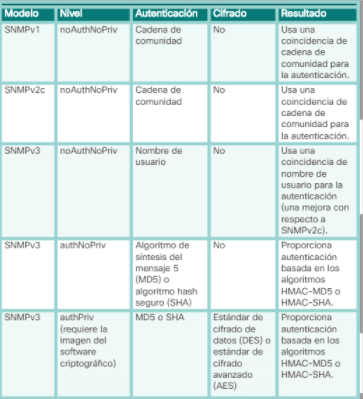 Modelo Nivel Autenticación Cifrado Resultado
SNMPv1 noAuthNoPriv Cadena de No Usa una
comunidad coincidencia de
cadena de
comunidad para
la autenticación.
SNMPv2c noAuthNoPriv Cadena de No Usa una
comunidad coincidencia de
cadena de
comunidad para
la autenticación.
SNMPv3 noAuthNoPriv Nombre de No Usa una
usuario coincidencia de
nombre de
usuario para la
autenticación
(una mejora con
respecto a
SNMPv2c).
SNMPv3 authNoPriv Algoritmo de No Proporciona
síntesis del autenticación
mensaje 5 basada en los
(MD5) o algoritmos
algoritmo hash HMAC-MD5 o
seguro (SHA) HMAC-SHA.
SNMPv3 authPriv MD5 o SHA Estándar de Proporciona
(requiere la cifrado de autenticación
imagen del datos (DES) o basada en los
software estándar de algoritmos
criptográfico) cifrado HMAC-MD5 o
avanzado HMAC-SHA.
(AES)